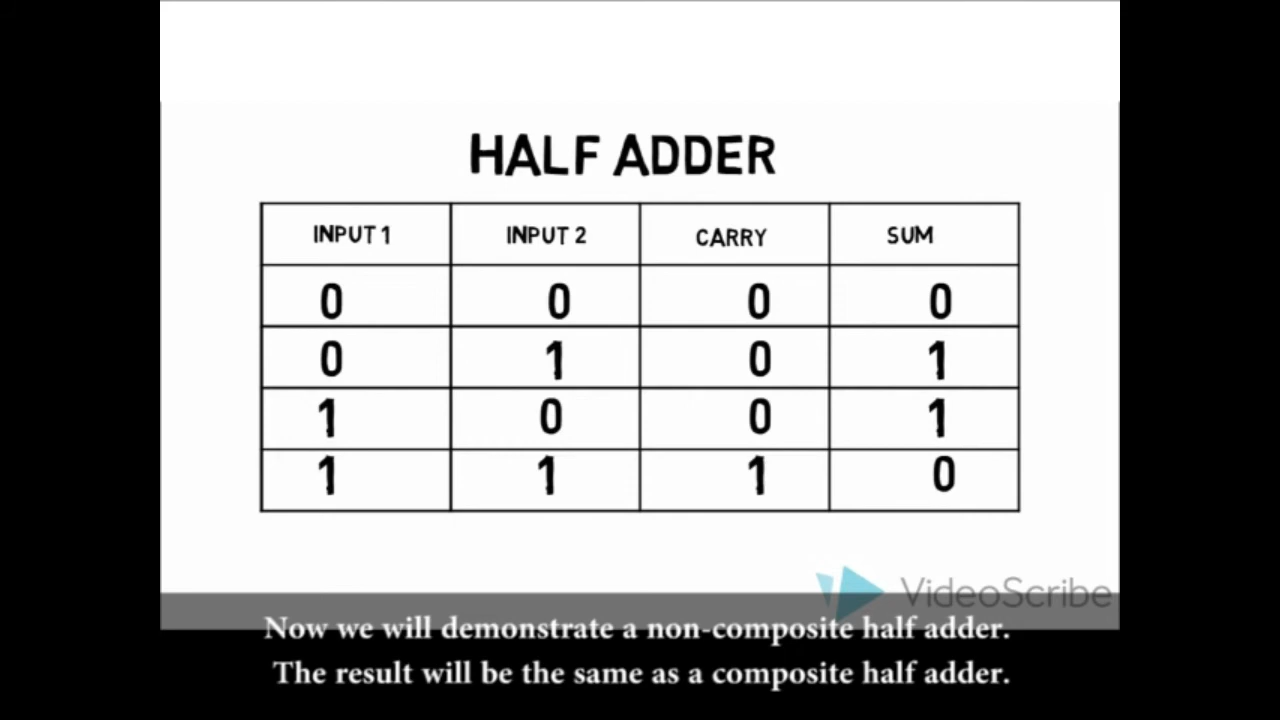 HALF ADDER
INPUT 1 INPUT 2 CARRY SUM
0 0 0 0
0 1 0 1
1 0 0 1
1 1 1 0
VideoScribe
Now we will demonstrate a non-composite half adder.
The result will be the same as a composite half adder.